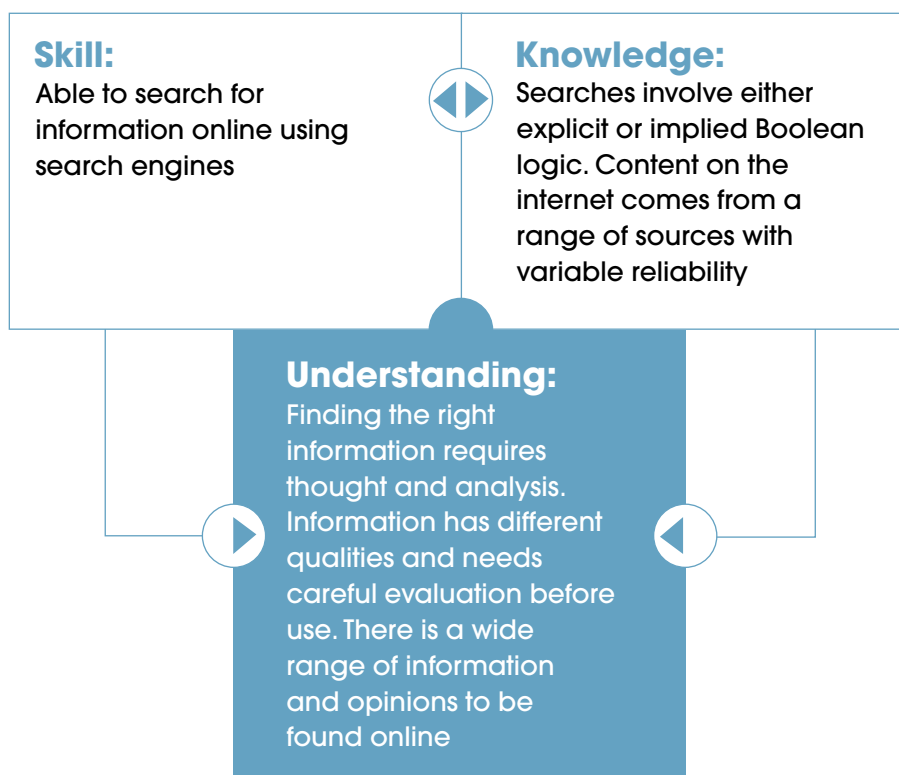 Skill:
Able to search for
information online using
search engines
Knowledge:
Searches involve either
explicit or implied Boolean
logic. Content on the
internet comes from a
range of sources with
variable reliability
Understanding:
Finding the right
information requires
thought and analysis.
Information has different
qualities and needs
careful evaluation before
use. There is a wide
range of information
and opinions to be
found online